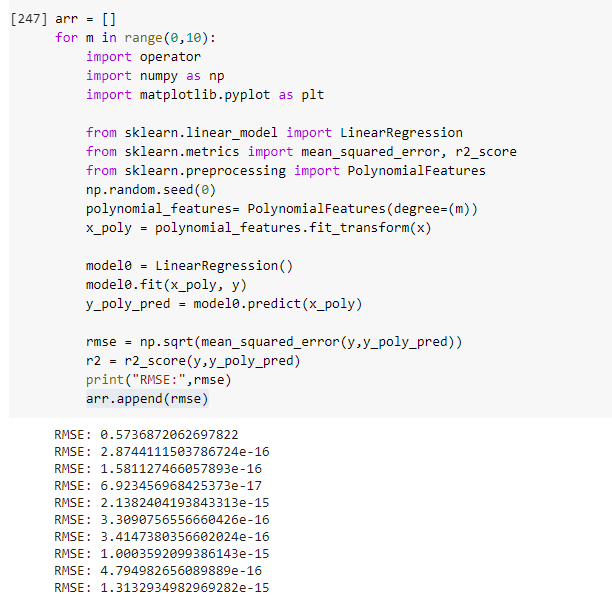 [247] arr = []
for m in range(0,10):
import operator
import numpy as np
import matplotlib.pyplot as plt
from sklearn.linear_model import LinearRegression
from sklearn.metrics import mean_squared_error, r2_score
from sklearn.preprocessing import PolynomialFeatures
np.random.seed(0)
polynomial_features= PolynomialFeatures(degree=(m))
x_poly = polynomial_features.fit_transform(x)
model0 = LinearRegression()
model0.fit(x_poly, y)
y_poly_pred = model0.predict(x_poly)
rmse = np.sqrt(mean_squared_error(y,y_poly_pred))
r2 = r2_score(y,y_poly_pred)
print("RMSE:",rmse)
arr.append(rmse)
RMSE: 0.5736872062697822
RMSE: 2.8744111503786724e-16
RMSE: 1.581127466057893e-16
RMSE: 6.923456968425373e-17
RMSE: 2.1382404193843313e-15
RMSE: 3.3090756556660426e-16
RMSE: 3.4147380356602024e-16
RMSE: 1.0003592099386143e-15
RMSE: 4.794982656089889e-16
RMSE: 1.3132934982969282e-15